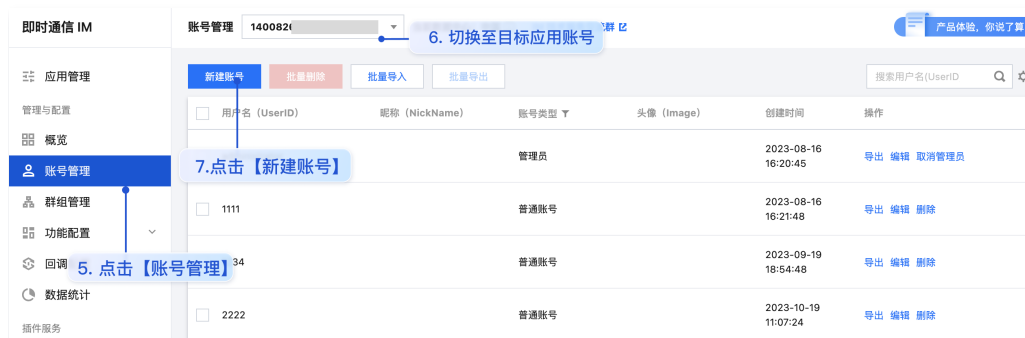 即时通信 IM
账号管理 140082
群
产品体验，你说了算
6. 切换至目标应用账号
应用管理
新建账号 批量删除 批量导入 批量导出
搜索用户名(UserID
管理与配置
用户名（UserID） 昵称（NickName） 账号类型 头像（Image） 创建时间 操作
概览
7.点击【新建账号】
管理员 2023-08-16 16:20:45 导出 编辑 取消管理员
账号管理
群组管理
1111 普通账号 2023-08-16 16:21:48 导出 编辑 删除
功能配置
回调
5. 点击【账号管理】
34 普通账号 2023-09-19 18:54:48 导出 编辑 删除
数据统计
2222 普通账号 2023-10-19 11:07:24 导出 编辑 删除
插件服务